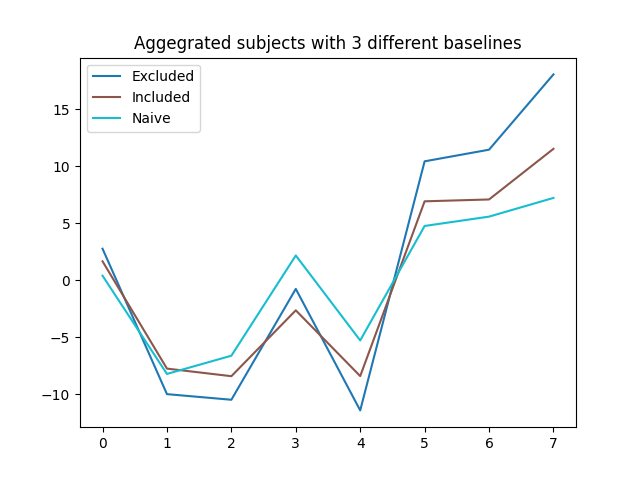 Aggegrated subjects with 3 different baselines
Excluded
Included
Naive
15
10
5
0
−5
−10
0 1 2 3 4 5 6 7